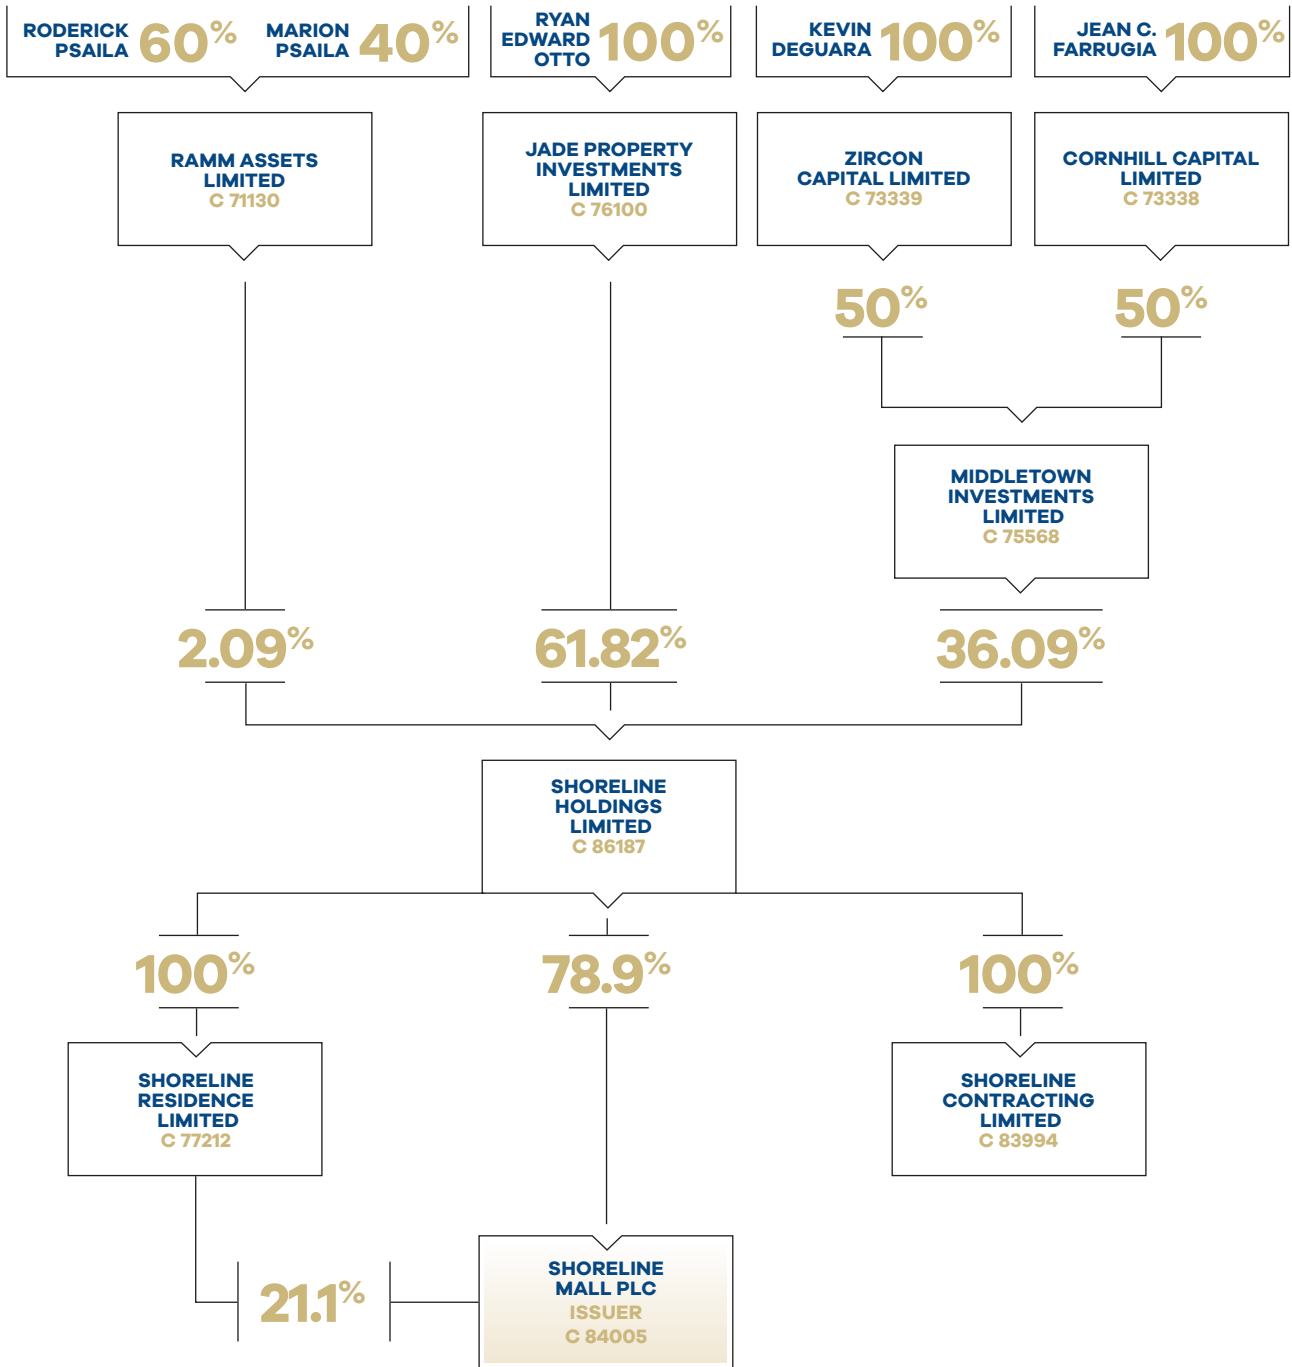 RODERICK
PSAILA
60%
MARION
PSAILA
40%
RYAN
EDWARD
OTTO
100%
KEVIN
DEGUARA
100%
JEAN C.
FARRUGIA
100%
RAMM ASSETS
LIMITED
C 71130
JADE PROPERTY
INVESTMENTS
LIMITED
C 76100
ZIRCON
CAPITAL LIMITED
C 73339
CORNHILL CAPITAL
LIMITED
C 73338
50%
50%
MIDDLETOWN
INVESTMENTS
LIMITED
C 75568
2.09%
61.82%
36.09%
SHORELINE
HOLDINGS
LIMITED
C 86187
100%
78.9%
100%
SHORELINE
RESIDENCE
LIMITED
C 77212
SHORELINE
CONTRACTING
LIMITED
C 83994
21.1%
SHORELINE
MALL PLC
ISSUER
C 84005